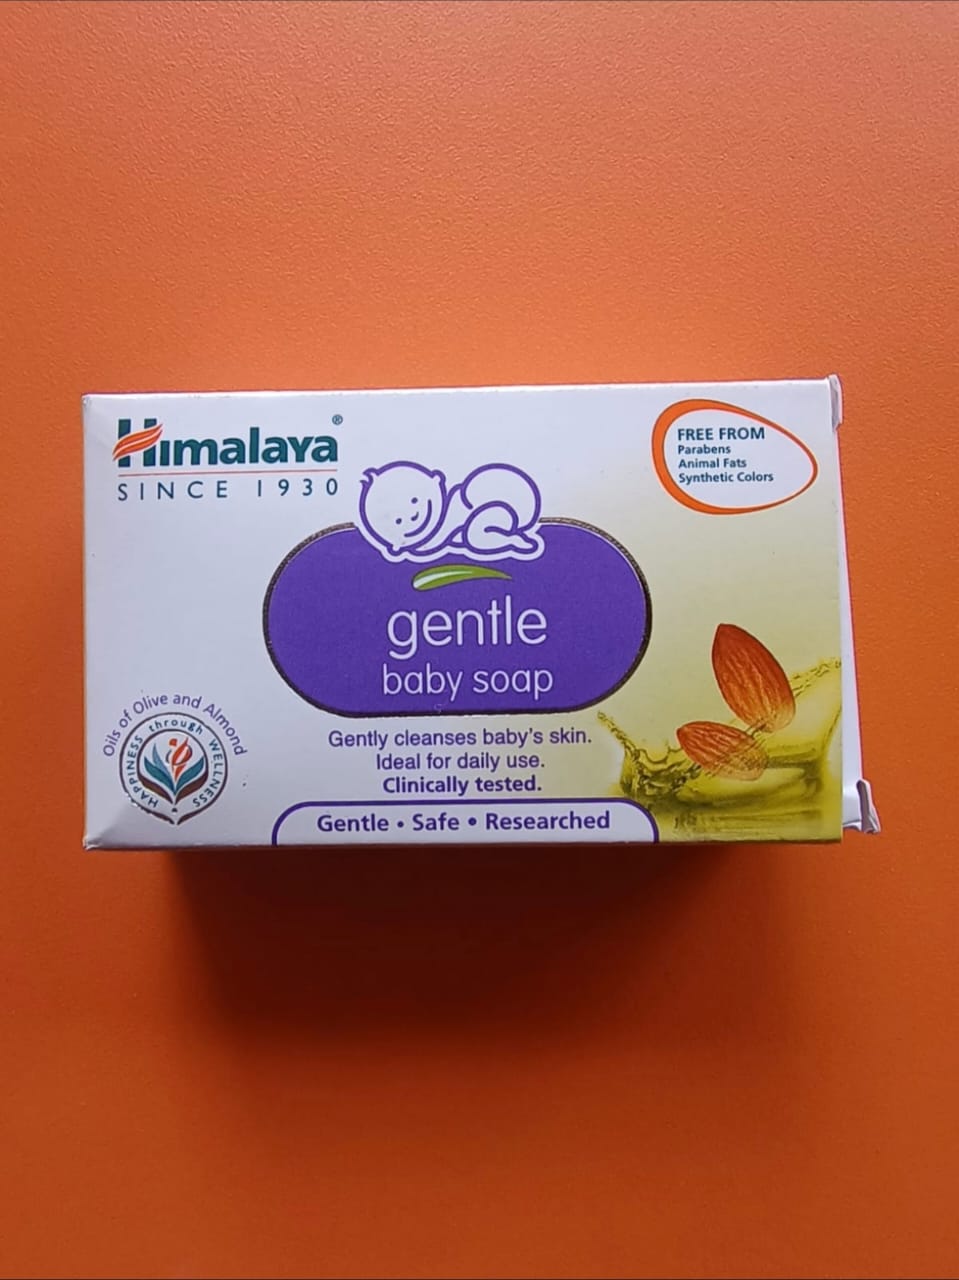 Himalaya®
SINCE 1930
FREE FROM
Parabens
Animal Fats
Synthetic Colors
gentle
baby soap
Gently cleanses baby's skin.
Ideal for daily use.
Clinically tested.
Gentle • Safe • Researched
Oils of Olive and Almond
HAPPINESS through WELLNESS